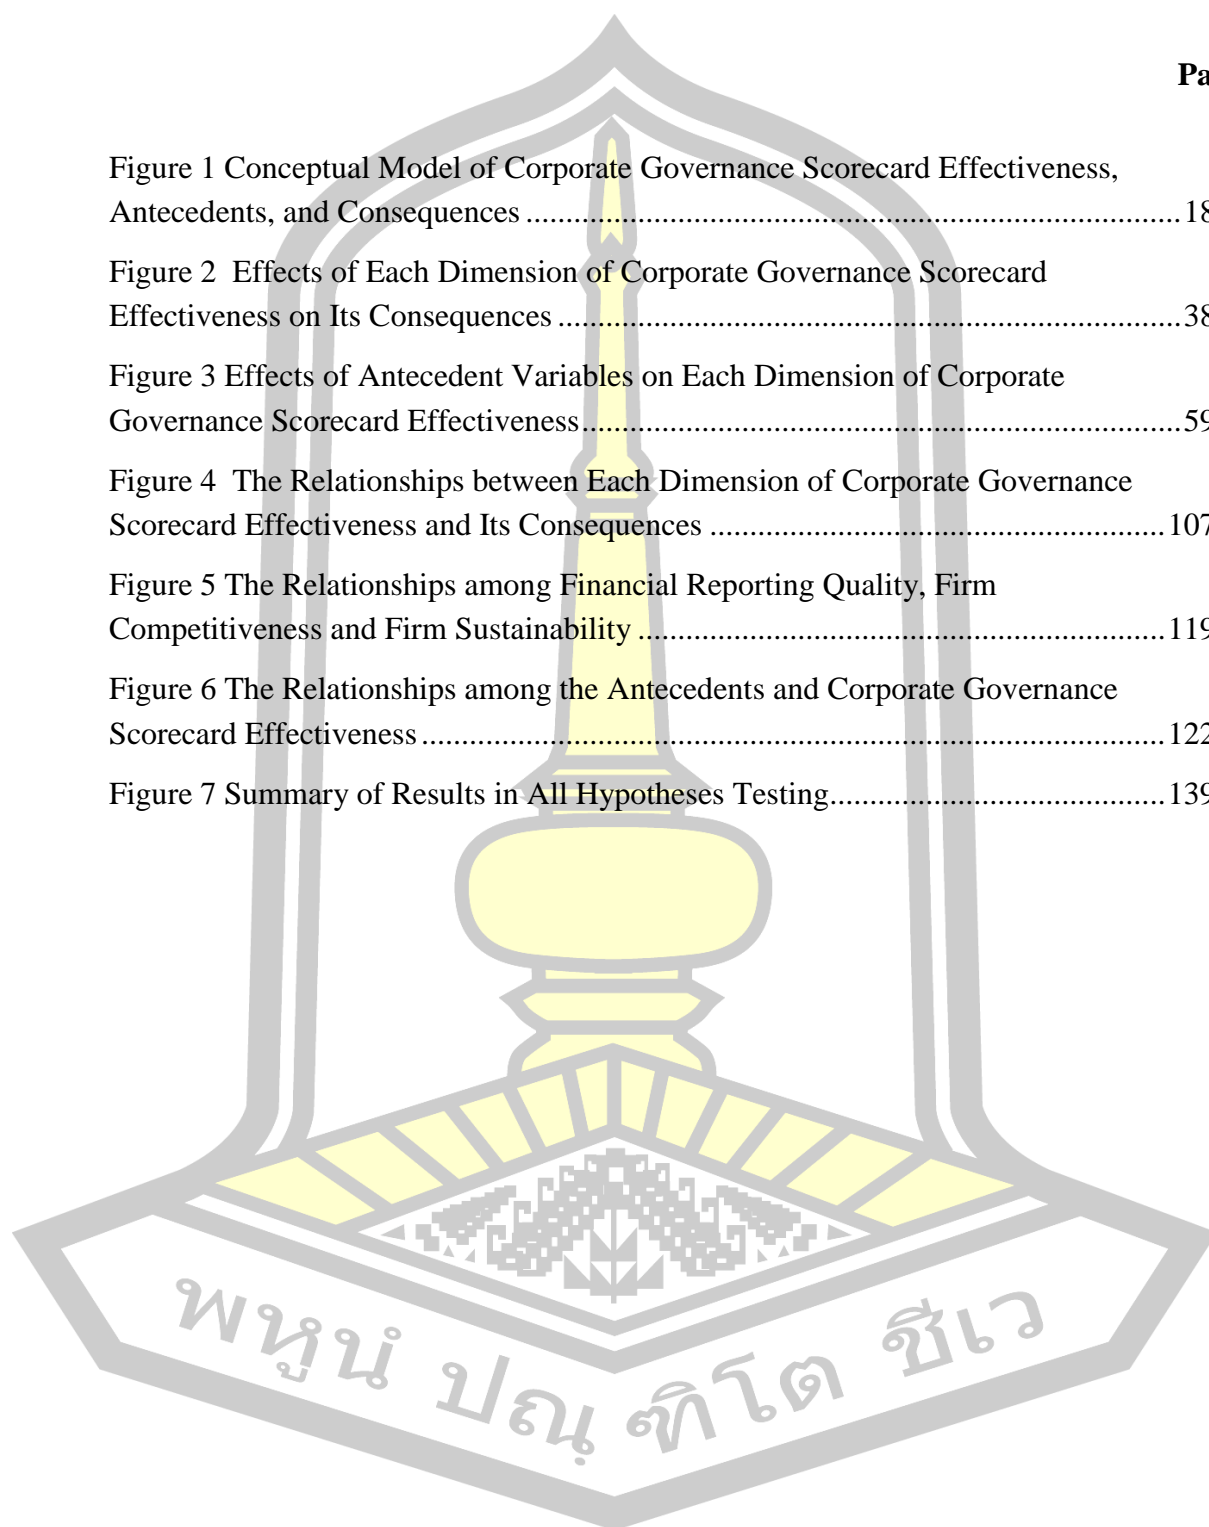 Pa
Figure 1 Conceptual Model of Corporate Governance Scorecard Effectiveness,
Antecedents, and Consequences ................................................................................... 18
Figure 2  Effects of Each Dimension of Corporate Governance Scorecard
Effectiveness on Its Consequences ............................................................................... 38
Figure 3 Effects of Antecedent Variables on Each Dimension of Corporate
Governance Scorecard Effectiveness............................................................................ 59
Figure 4  The Relationships between Each Dimension of Corporate Governance
Scorecard Effectiveness and Its Consequences .......................................................... 107
Figure 5 The Relationships among Financial Reporting Quality, Firm
Competitiveness and Firm Sustainability ................................................................... 119
Figure 6 The Relationships among the Antecedents and Corporate Governance
Scorecard Effectiveness .............................................................................................. 122
Figure 7 Summary of Results in All Hypotheses Testing........................................... 139
พหูนํ ปณฺ ฑิโต ชีเว